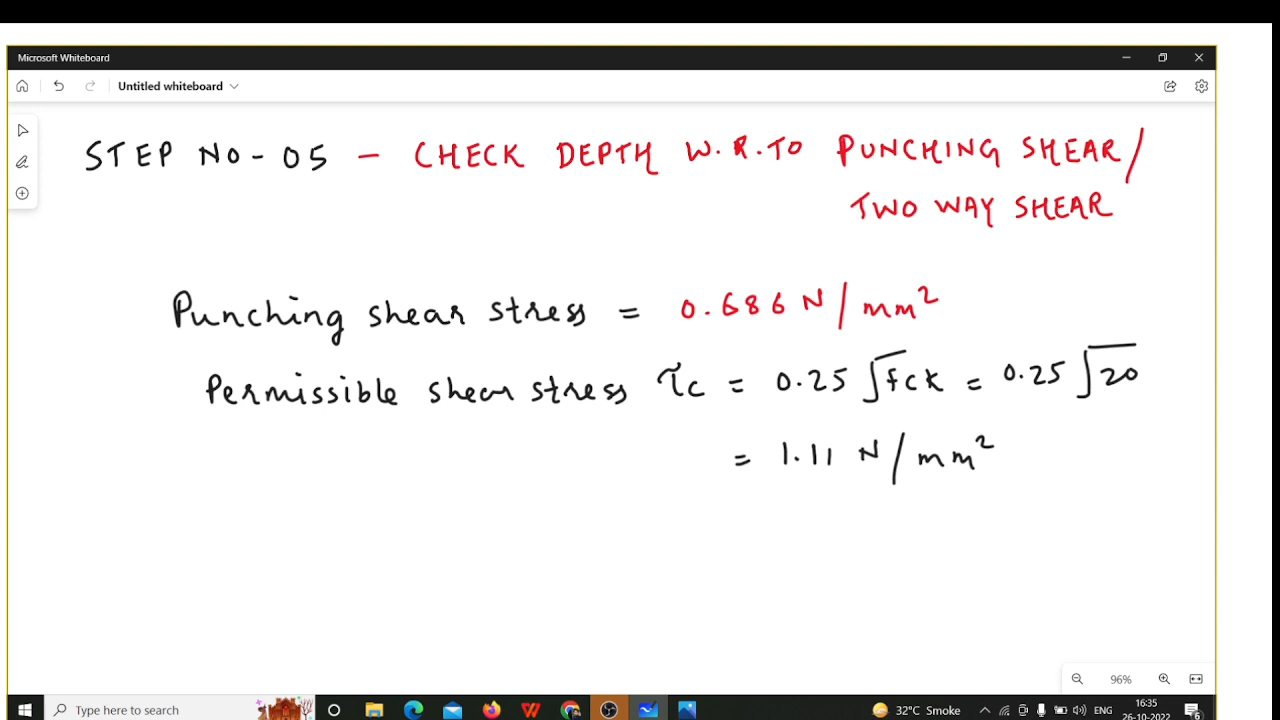 Microsoft Whiteboard
Untitled whiteboard
STEP NO - 05 - CHECK DEPTH W.R.TO PUNCHING SHEAR/
TWO WAY SHEAR
Punching shear stress = 0.686 N/mm²
Permissible shear stress τc = 0.25 √fck = 0.25 √20
= 1.11 N/mm²
96%
Type here to search
32°C Smoke
ENG
16:35
26-10-2022
6